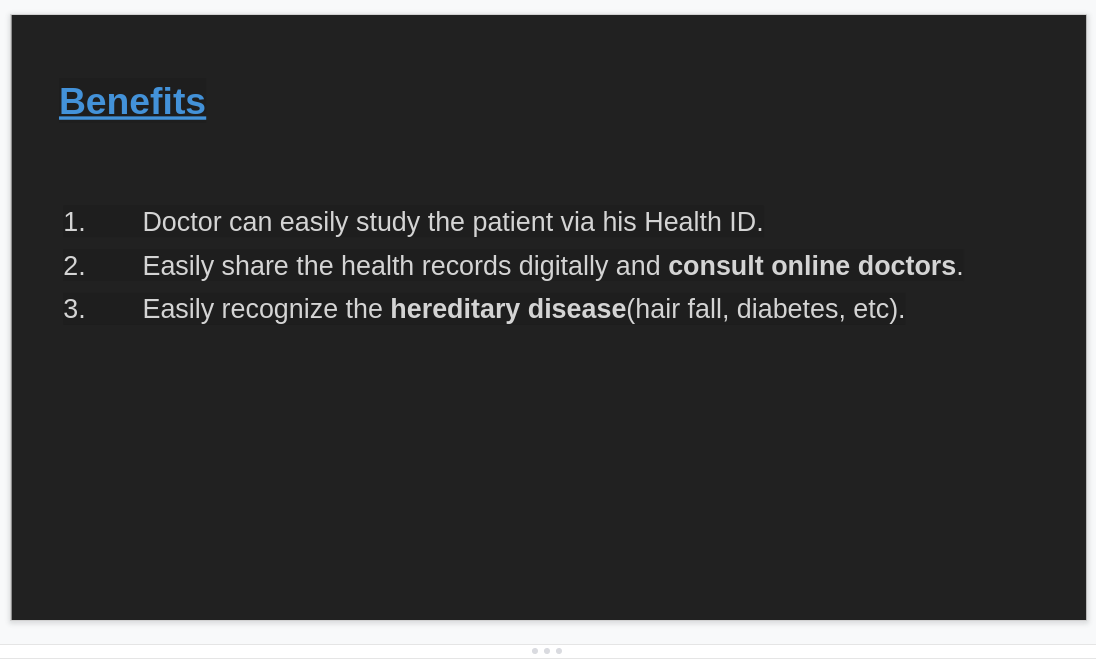 Benefits
1. Doctor can easily study the patient via his Health ID.
2. Easily share the health records digitally and consult online doctors.
3. Easily recognize the hereditary disease(hair fall, diabetes, etc).